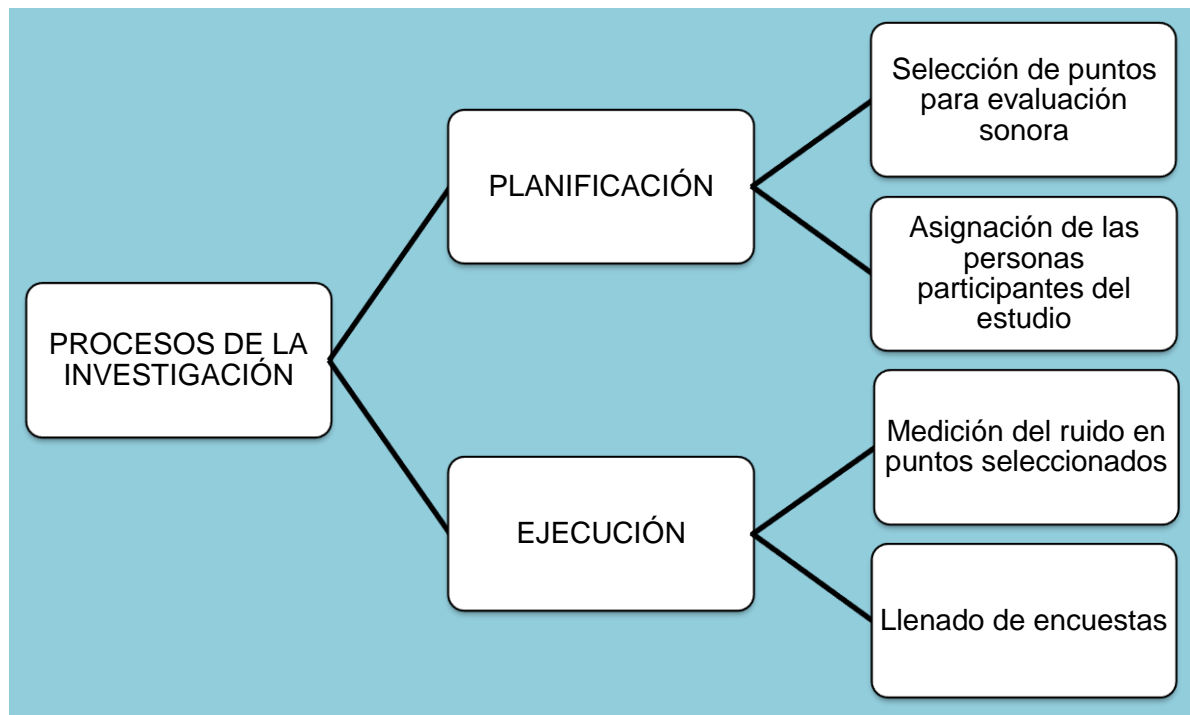 PROCESOS DE LA
INVESTIGACIÓN
PLANIFICACIÓN
Selección de puntos
para evaluación
sonora
Asignación de las
personas
participantes del
estudio
EJECUCIÓN
Medición del ruido en
puntos seleccionados
Llenado de encuestas